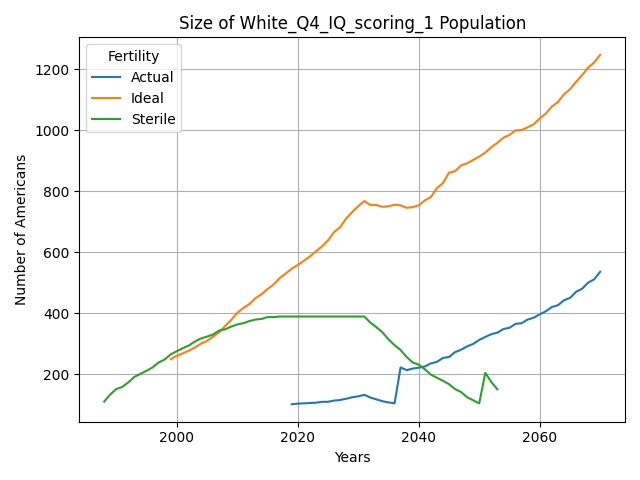 Size of White_Q4_IQ_scoring_1 Population
Fertility
Actual
Ideal
Sterile
1200
1000
800
600
400
200
Number of Americans
2000 2020 2040 2060
Years